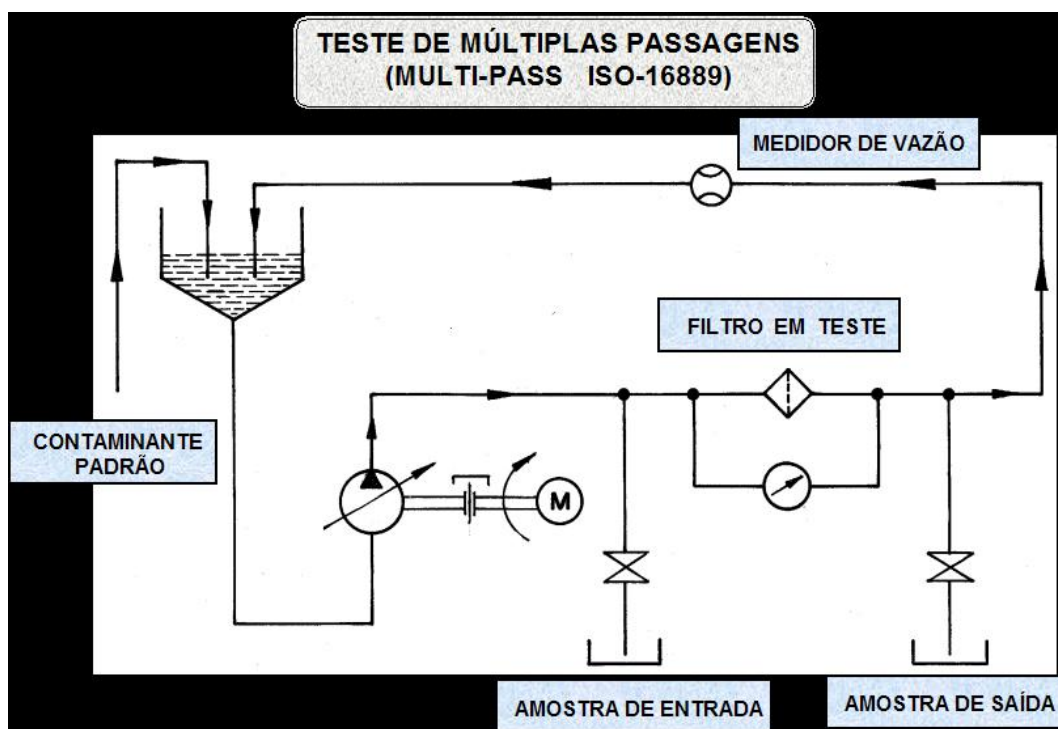 TESTE DE MÚLTIPLAS PASSAGENS
(MULTI-PASS ISO-16889)
MEDIDOR DE VAZÃO
FILTRO EM TESTE
CONTAMINANTE
PADRÃO
M
AMOSTRA DE ENTRADA
AMOSTRA DE SAÍDA